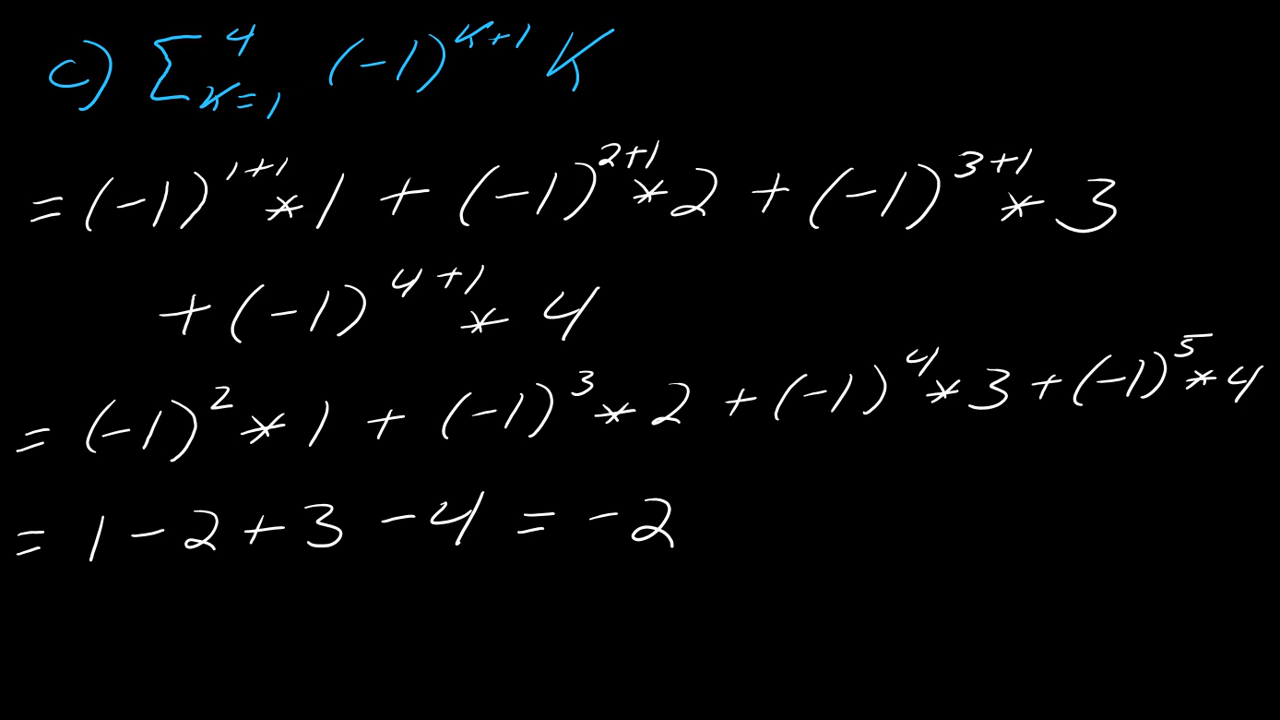 c) ∑_{K=1}^{4} (-1)^{K+1} K
= (-1)^{1+1} * 1 + (-1)^{2+1} * 2 + (-1)^{3+1} * 3
+ (-1)^{4+1} * 4
= (-1)^{2} * 1 + (-1)^{3} * 2 + (-1)^{4} * 3 + (-1)^{5} * 4
= 1 - 2 + 3 - 4 = -2